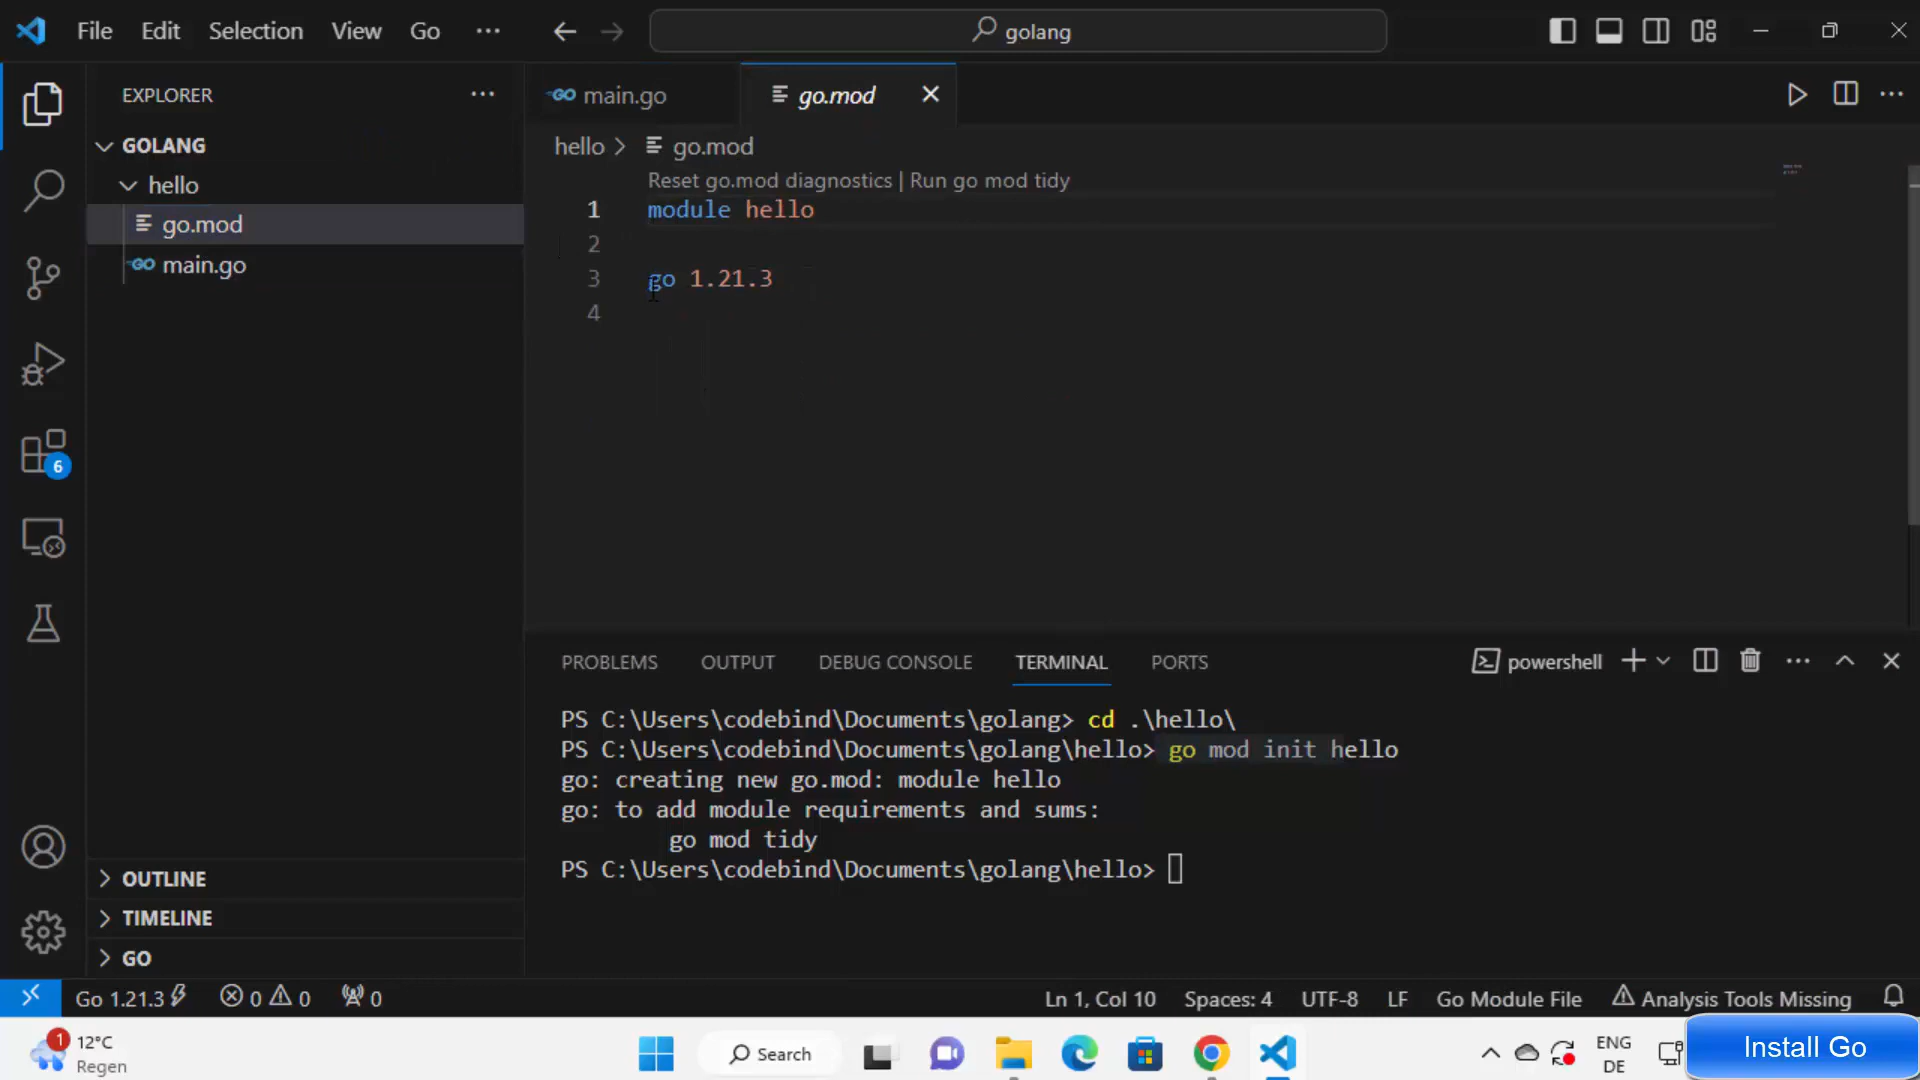 File Edit Selection View Go ···
golang
EXPLORER
GOLANG
hello
go.mod
main.go
OUTLINE
TIMELINE
GO
6
GO main.go
go.mod
hello > go.mod
Reset go.mod diagnostics | Run go mod tidy
1 module hello
2
3 go 1.21.3
4
PROBLEMS OUTPUT DEBUG CONSOLE TERMINAL PORTS
powershell
PS C:\Users\codebind\Documents\golang> cd .\hello\
PS C:\Users\codebind\Documents\golang\hello> go mod init hello
go: creating new go.mod: module hello
go: to add module requirements and sums:
go mod tidy
PS C:\Users\codebind\Documents\golang\hello>
Go 1.21.3 0 0 0 Ln 1, Col 10 Spaces: 4 UTF-8 LF Go Module File Analysis Tools Missing
1 12°C
Regen
Search
ENG
DE
Install Go